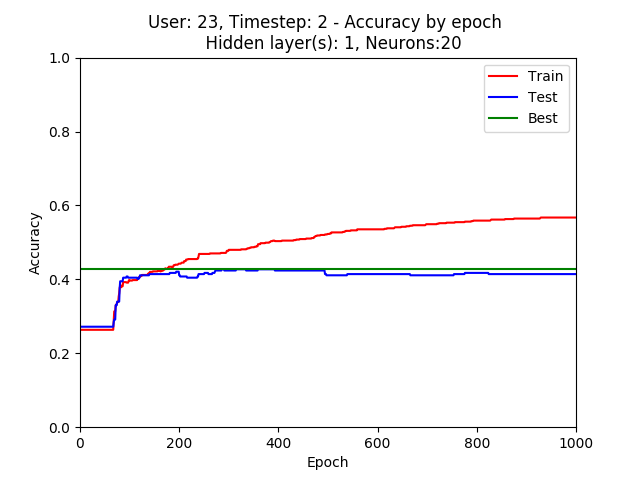 User: 23, Timestep: 2 - Accuracy by epoch
Hidden layer(s): 1, Neurons:20
1.0
0.8
0.6
0.4
0.2
0.0
Accuracy
Train
Test
Best
0 200 400 600 800 1000
Epoch